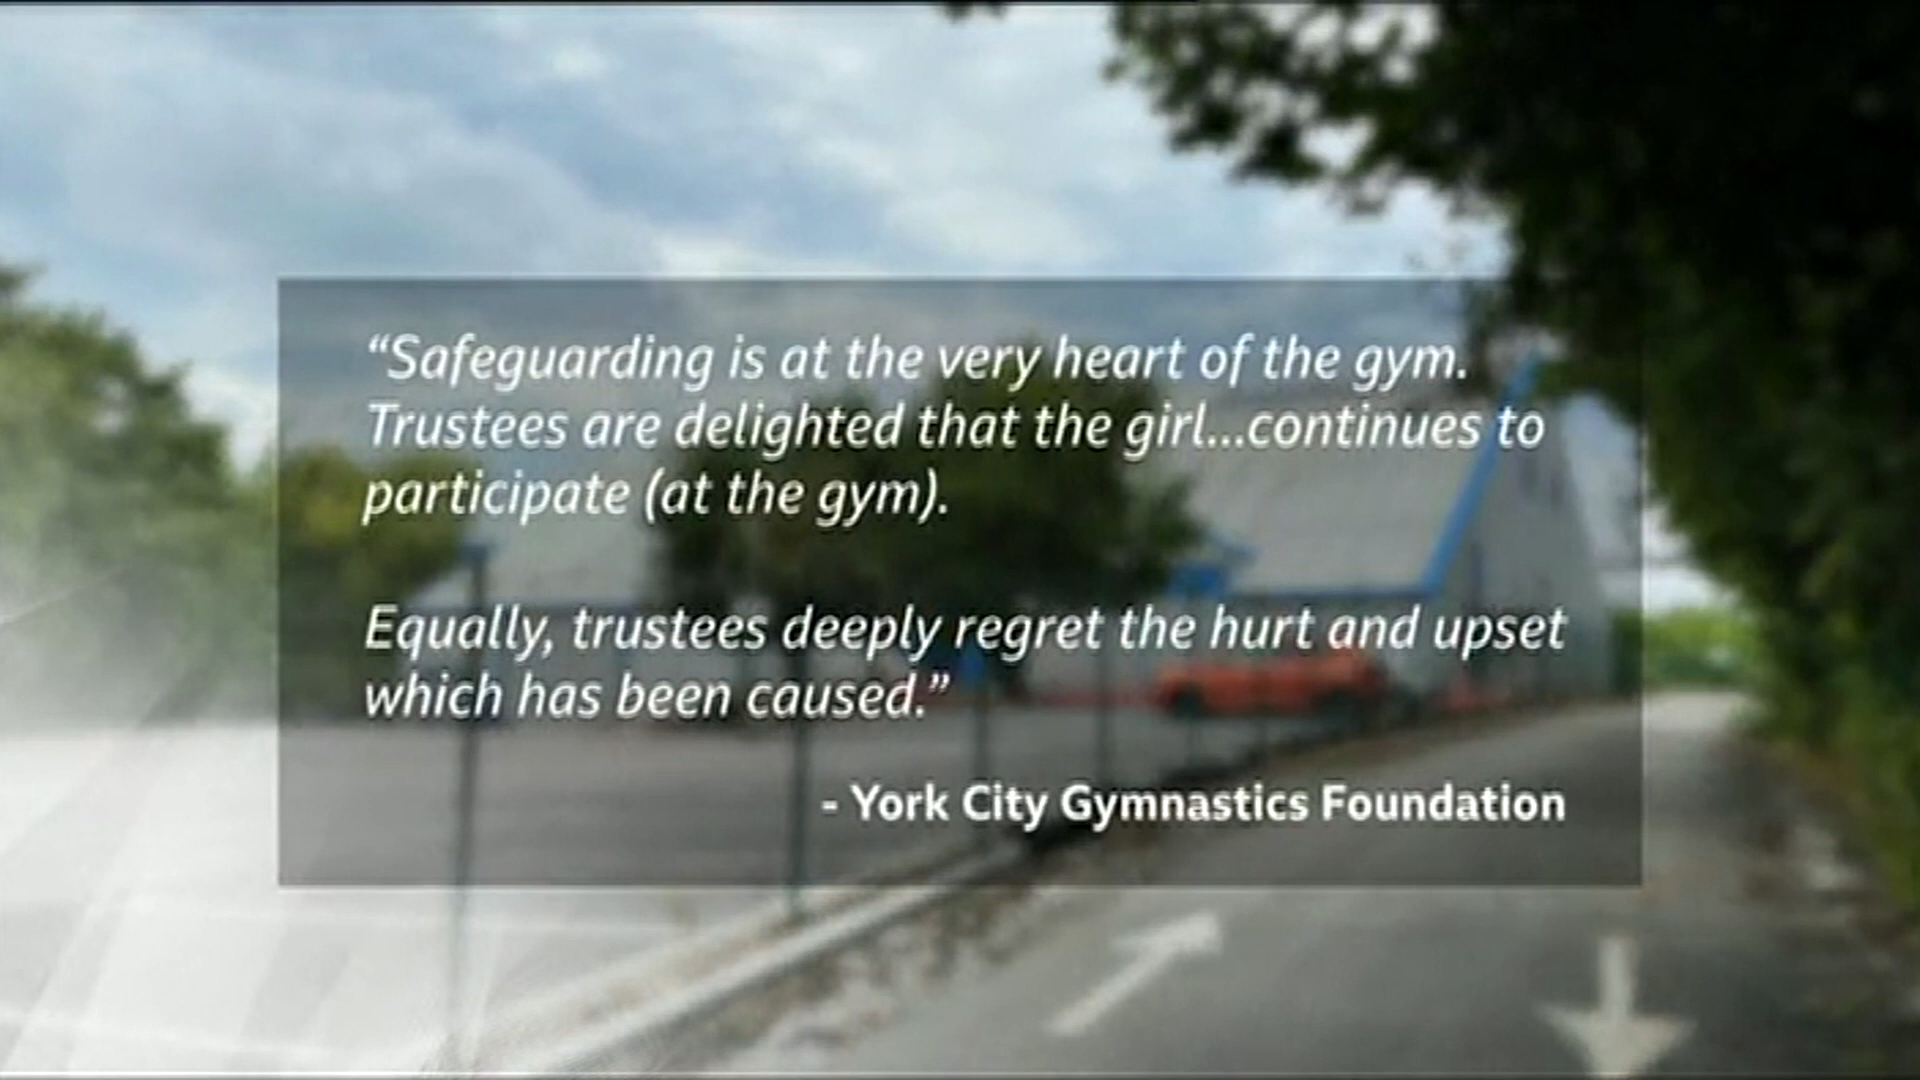 “Safeguarding is at the very heart of the gym.
Trustees are delighted that the girl...continues to
participate (at the gym).
Equally, trustees deeply regret the hurt and upset
which has been caused.”
- York City Gymnastics Foundation